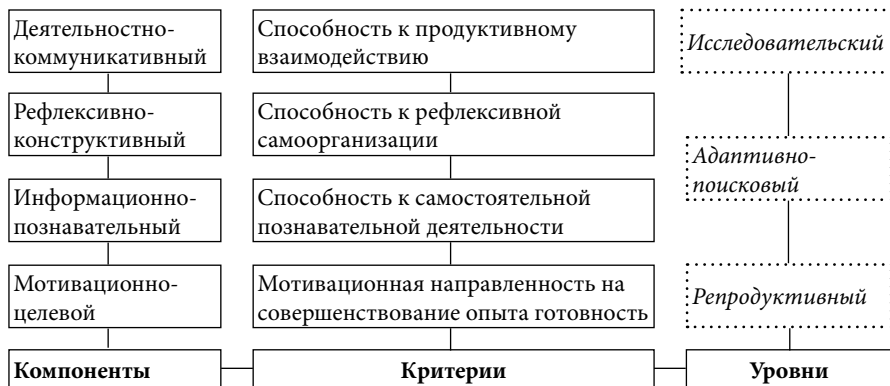 Деятельностно-
коммуникативный
Способность к продуктивному
взаимодействию
Исследовательский
Рефлексивно-
конструктивный
Способность к рефлексивной
самоорганизации
Адаптивно-
поисковый
Информационно-
познавательный
Способность к самостоятельной
познавательной деятельности
Мотивационно-
целевой
Мотивационная направленность на
совершенствование опыта готовность
Репродуктивный
Компоненты
Критерии
Уровни